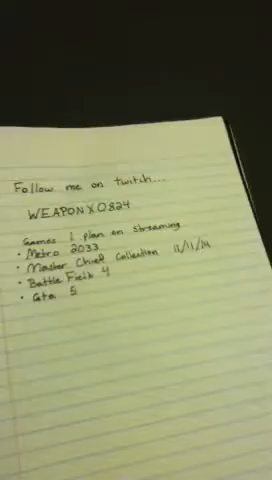 Follow me on twitch...
WEAPONX0824
Games I plan on streaming
• Metro 2033
• Master Chief Collection 11/11/14
• Battle Field 4
• Gta 5